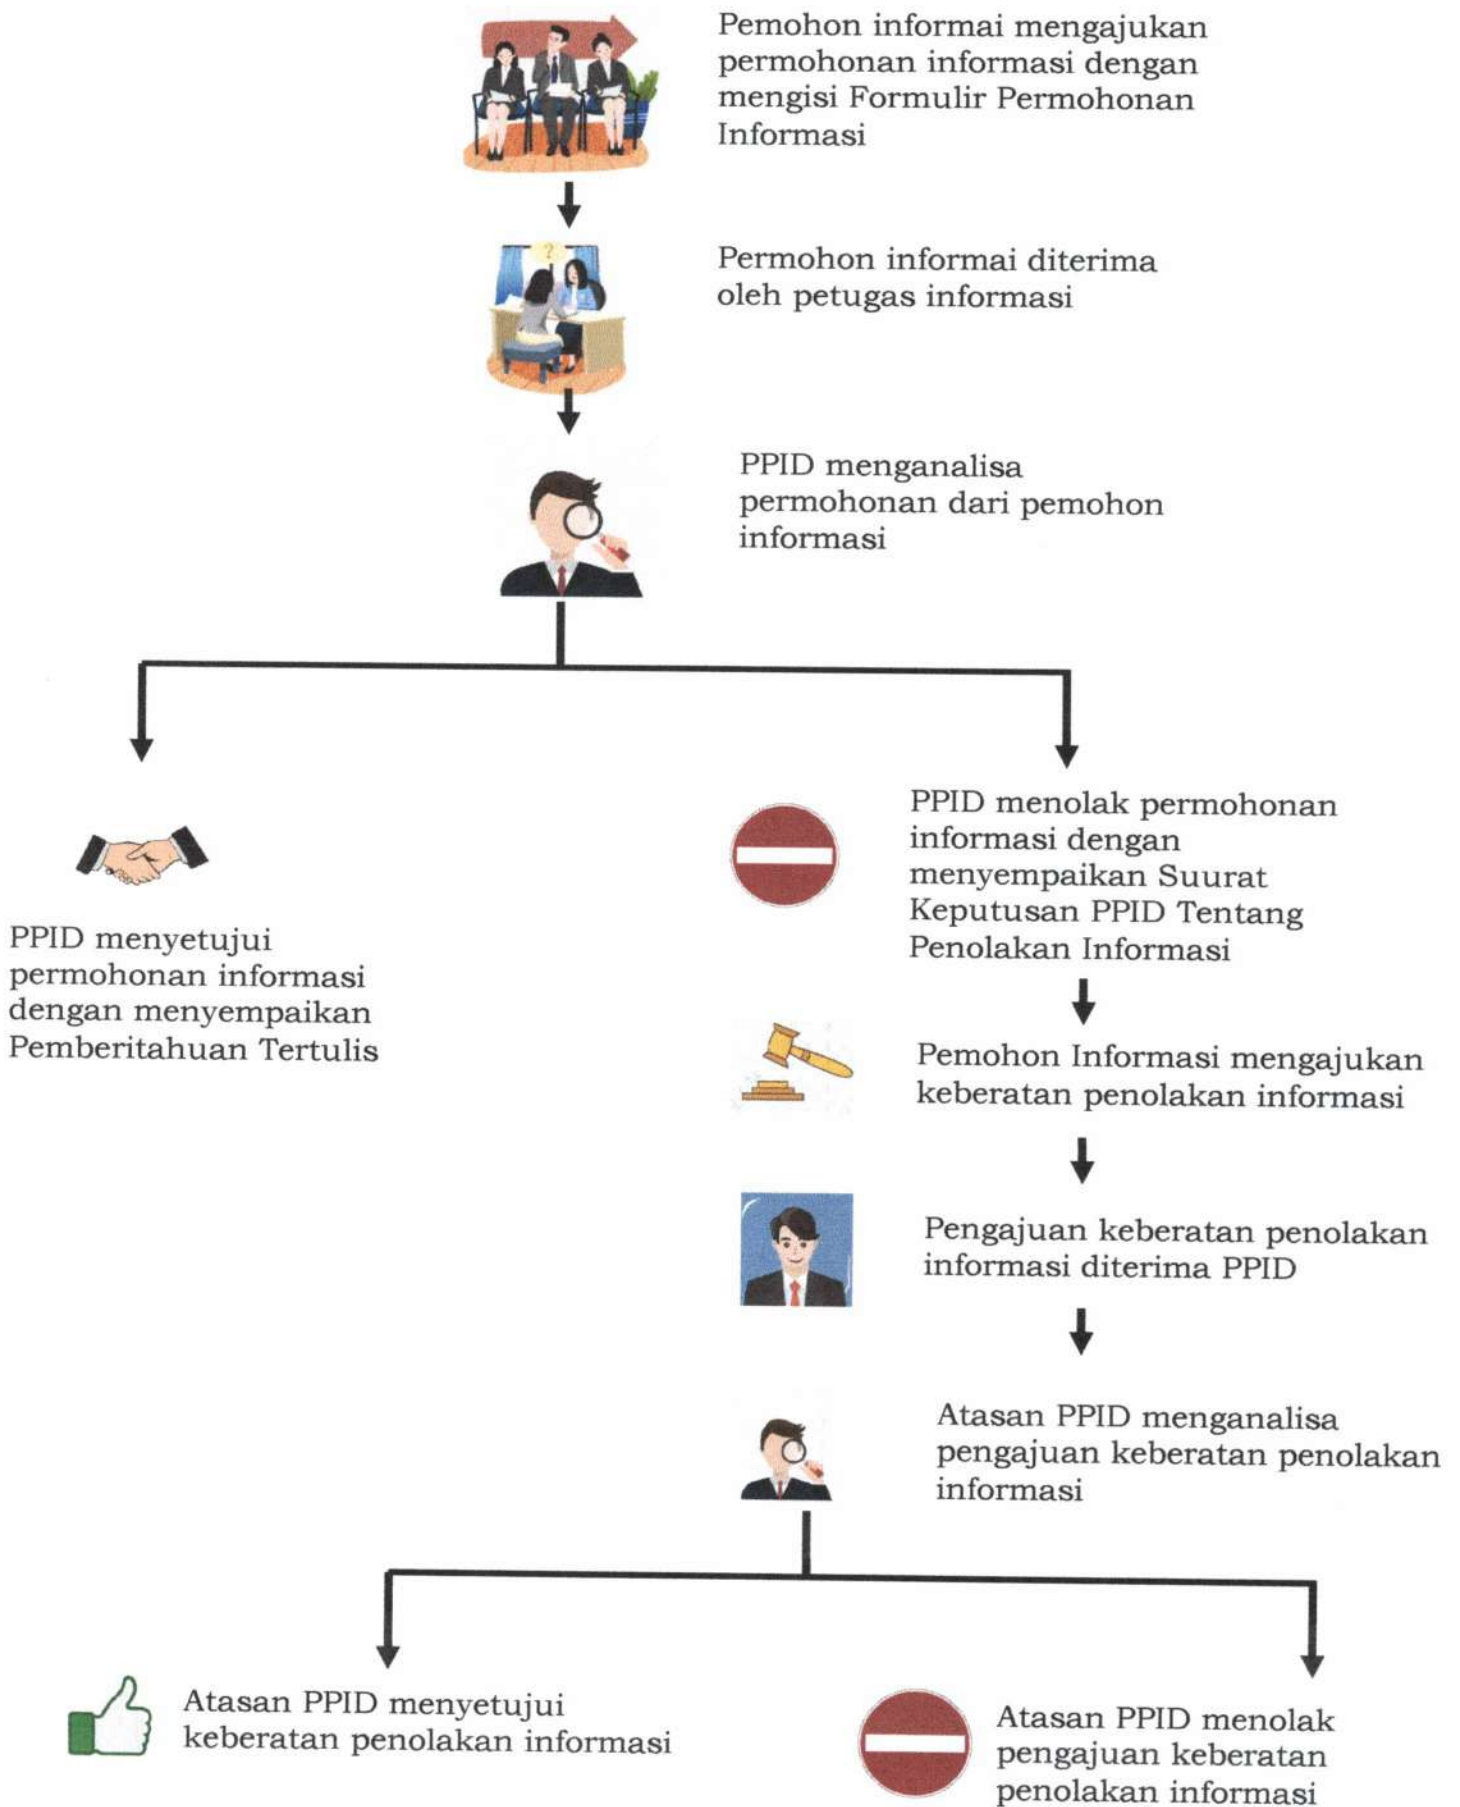 Pemohon informai mengajukan
permohonan informasi dengan
mengisi Formulir Permohonan
Informasi
?
Permohon informai diterima
oleh petugas informasi
PPID menganalisa
permohonan dari pemohon
informasi
PPID menyetujui
permohonan informasi
dengan menyempaikan
Pemberitahuan Tertulis
PPID menolak permohonan
informasi dengan
menyempaikan Suurat
Keputusan PPID Tentang
Penolakan Informasi
Pemohon Informasi mengajukan
keberatan penolakan informasi
Pengajuan keberatan penolakan
informasi diterima PPID
Atasan PPID menganalisa
pengajuan keberatan penolakan
informasi
Atasan PPID menyetujui
keberatan penolakan informasi
Atasan PPID menolak
pengajuan keberatan
penolakan informasi